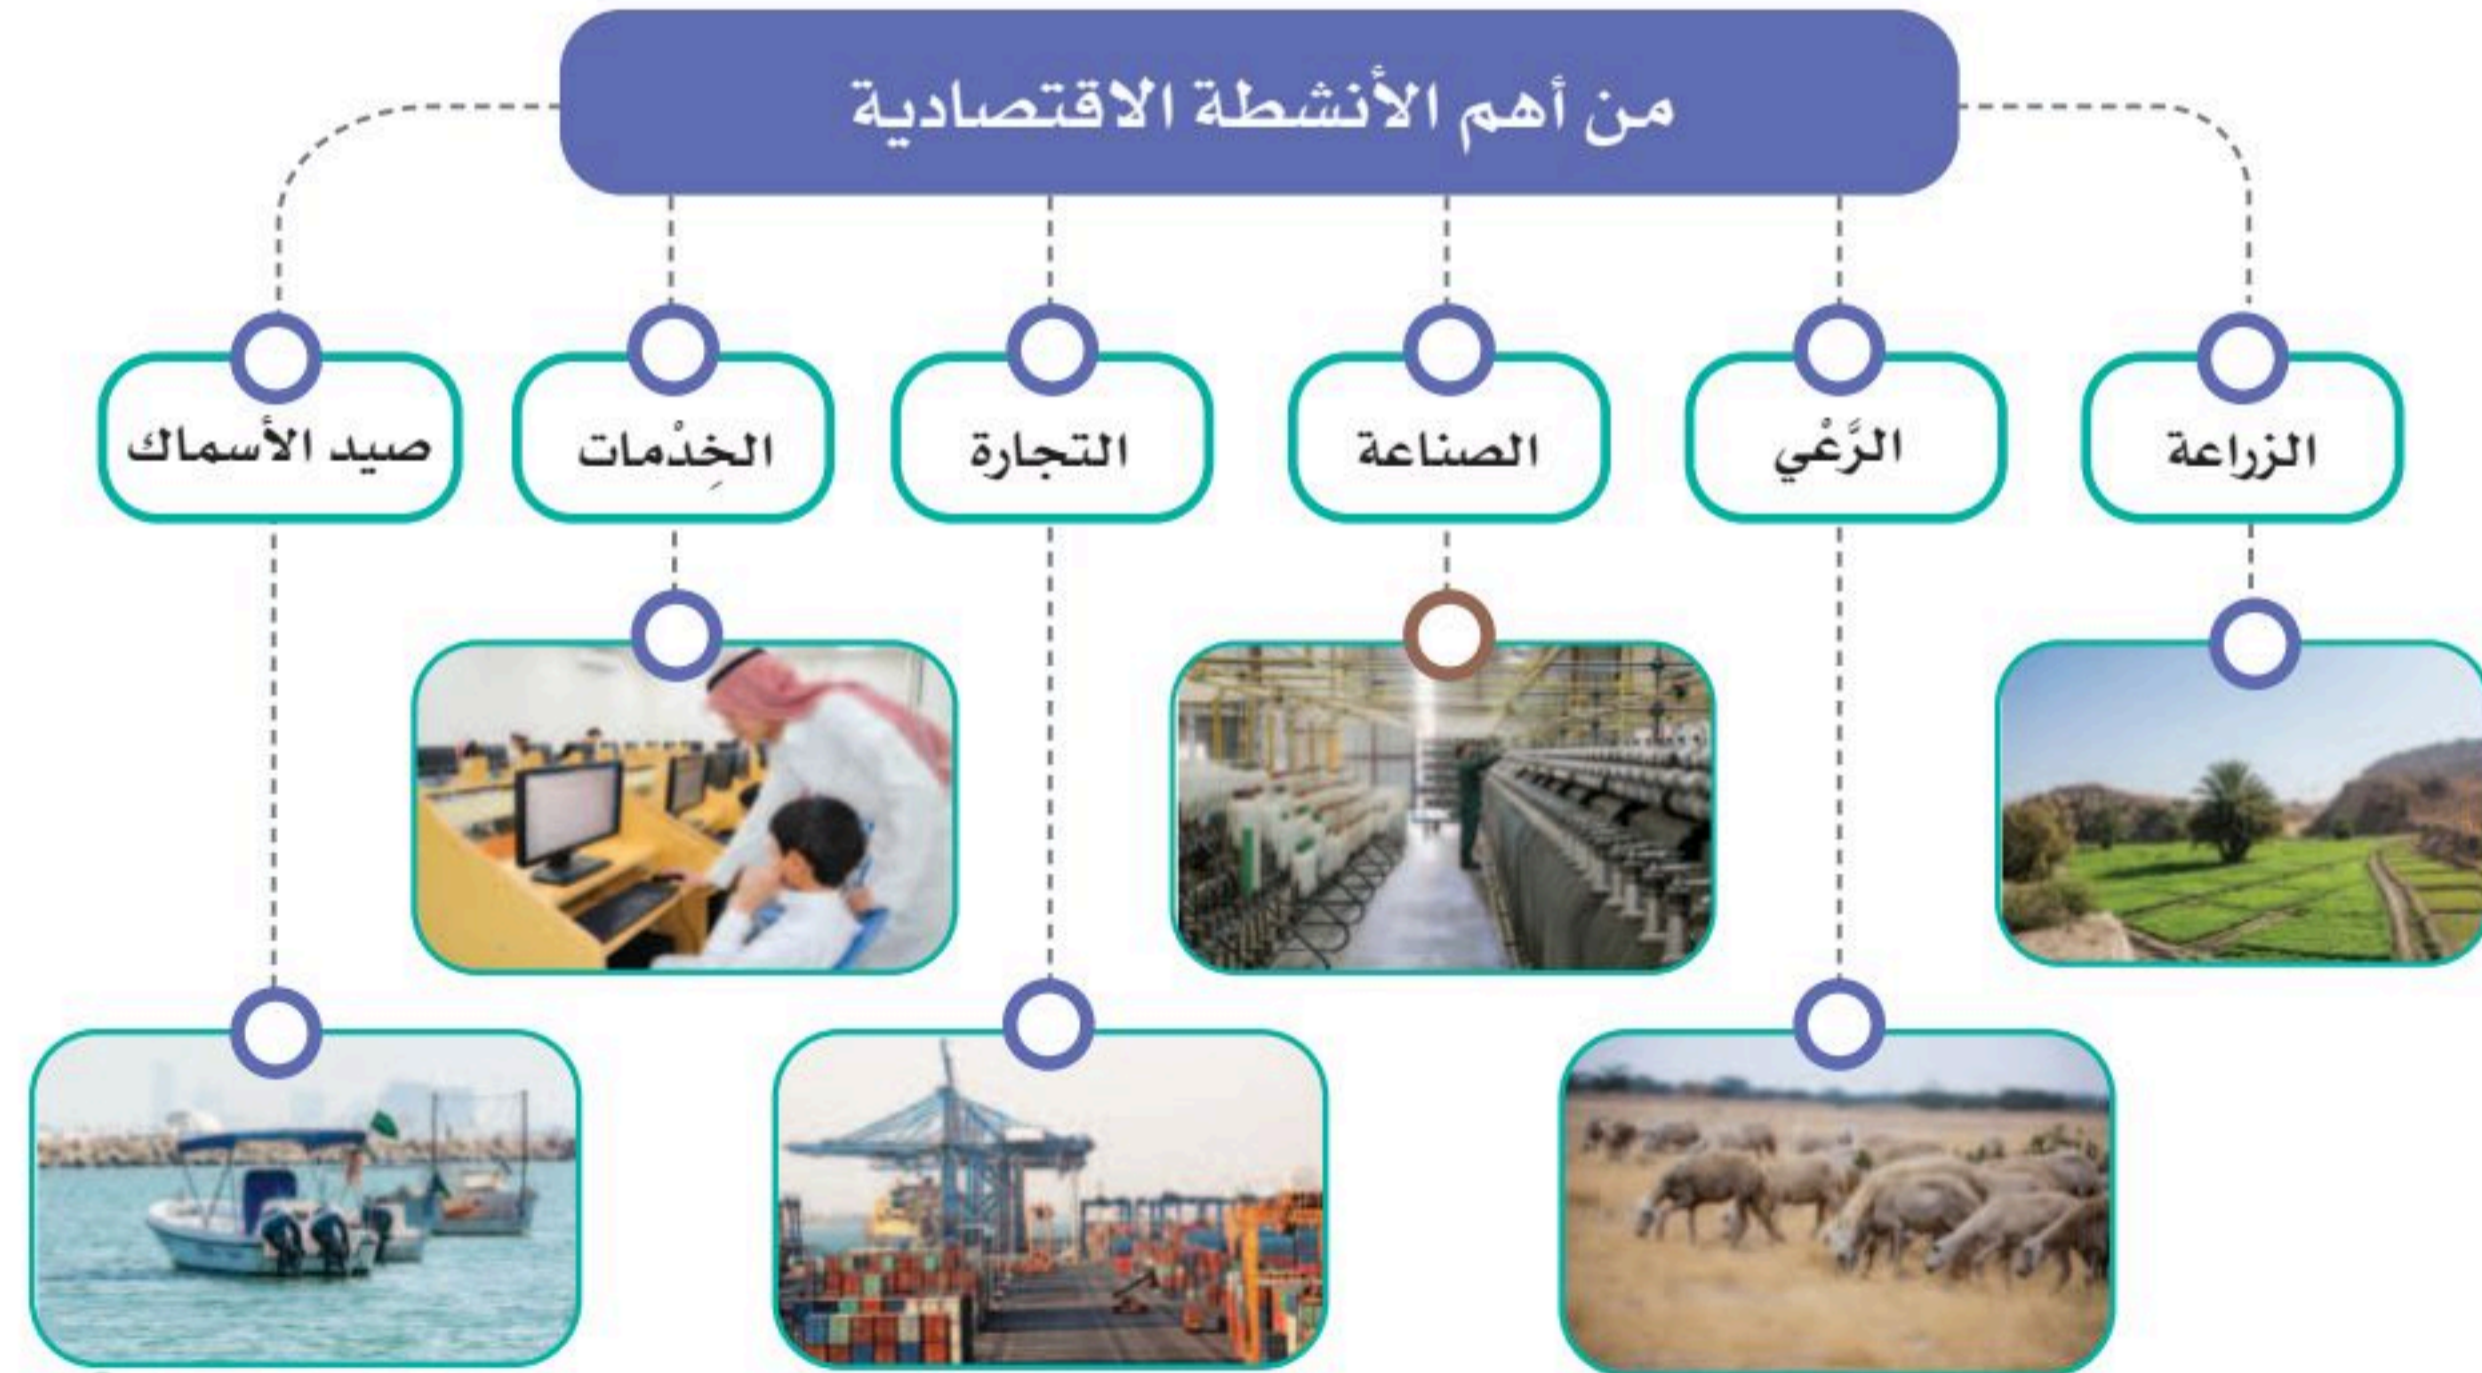 من أهم الأنشطة الاقتصادية
الزراعة
الرَّعْي
الصناعة
التجارة
الخِدْمات
صيد الأسماك